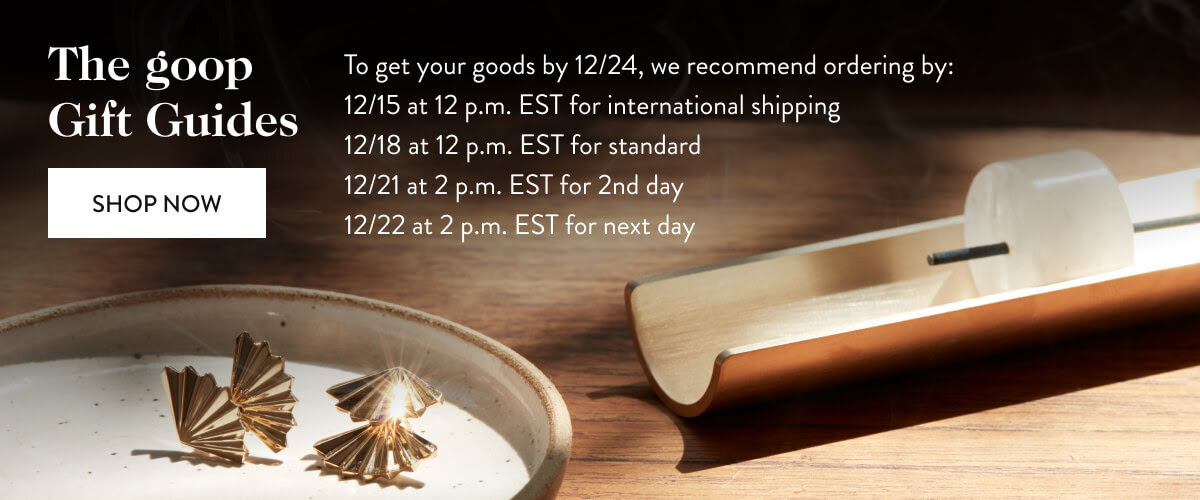 The goop
Gift Guides
SHOP NOW
To get your goods by 12/24, we recommend ordering by:
12/15 at 12 p.m. EST for international shipping
12/18 at 12 p.m. EST for standard
12/21 at 2 p.m. EST for 2nd day
12/22 at 2 p.m. EST for next day